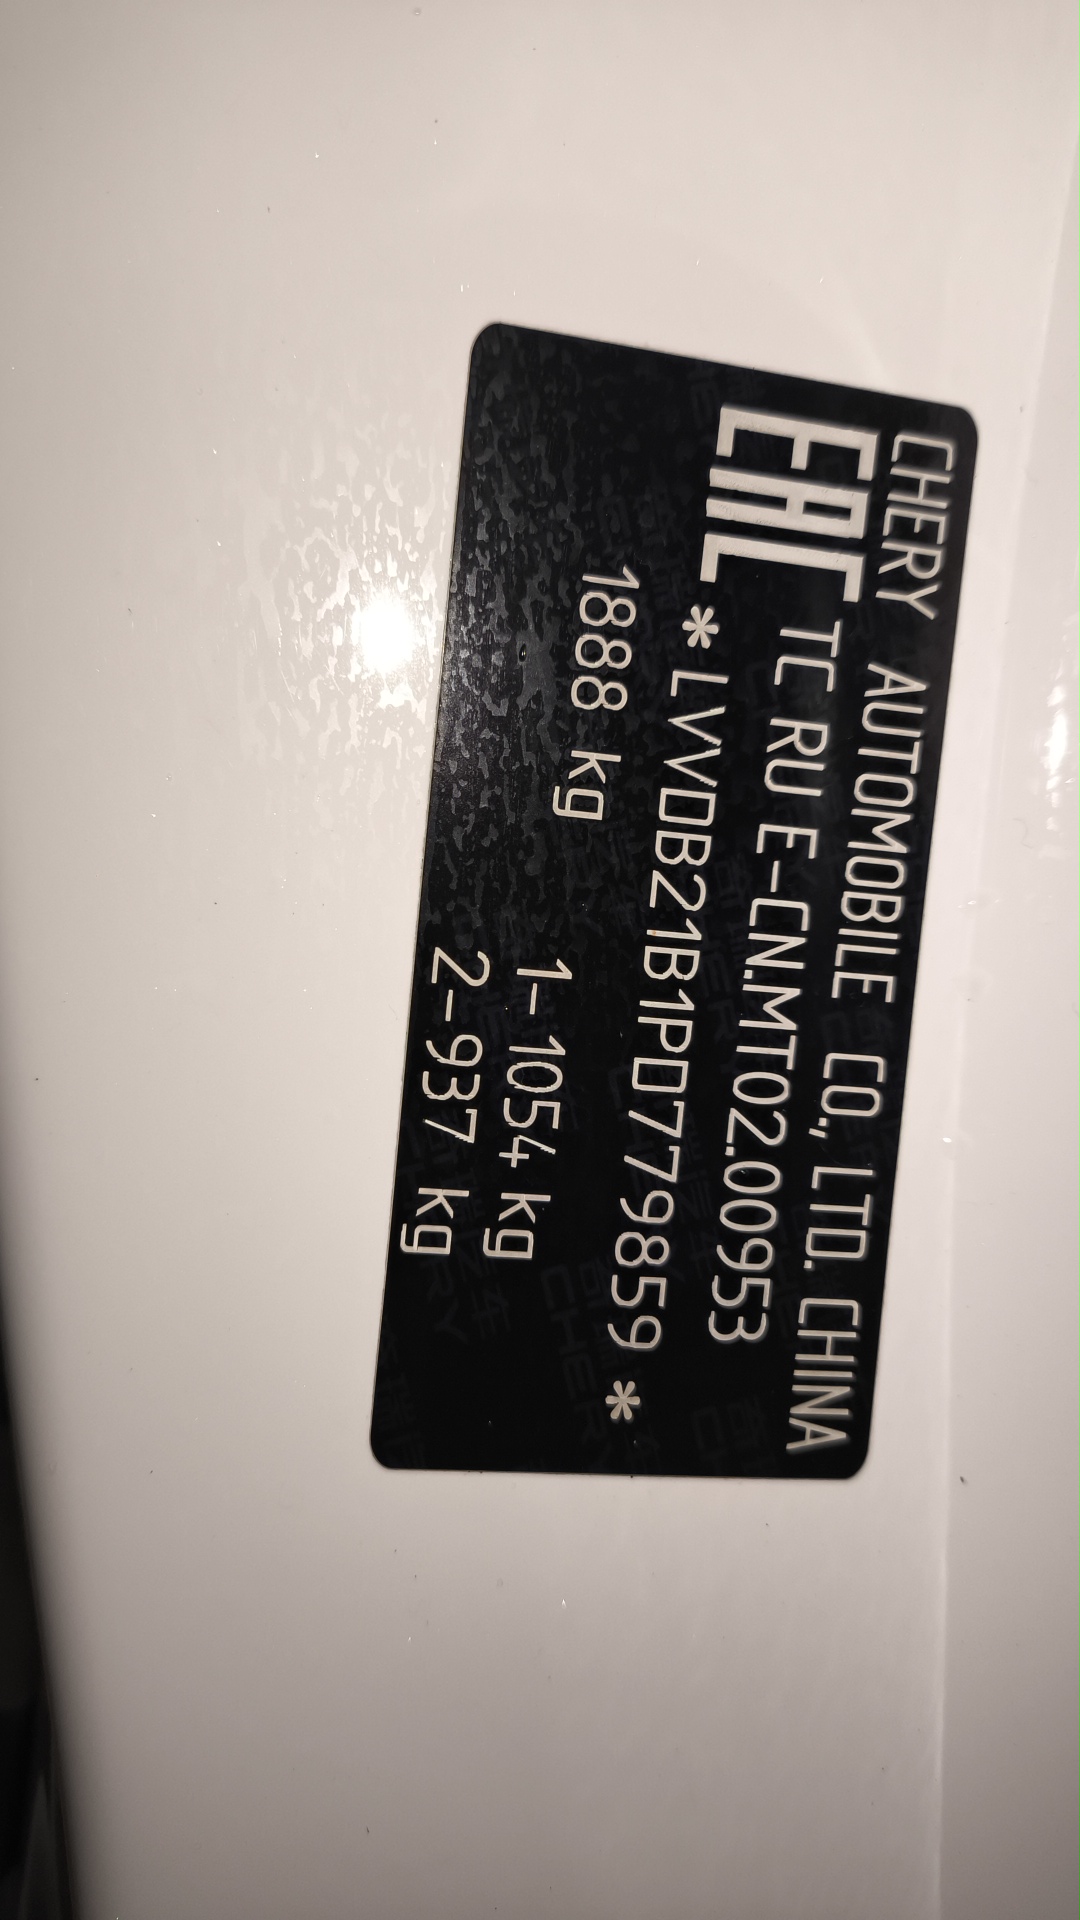 CHERY AUTOMOBILE CO., LTD. CHINA
EAC TC RU E-CN.MT02.00953
*LVVDB21B1PD779859*
1888 kg
1-1054 kg
2-937 kg